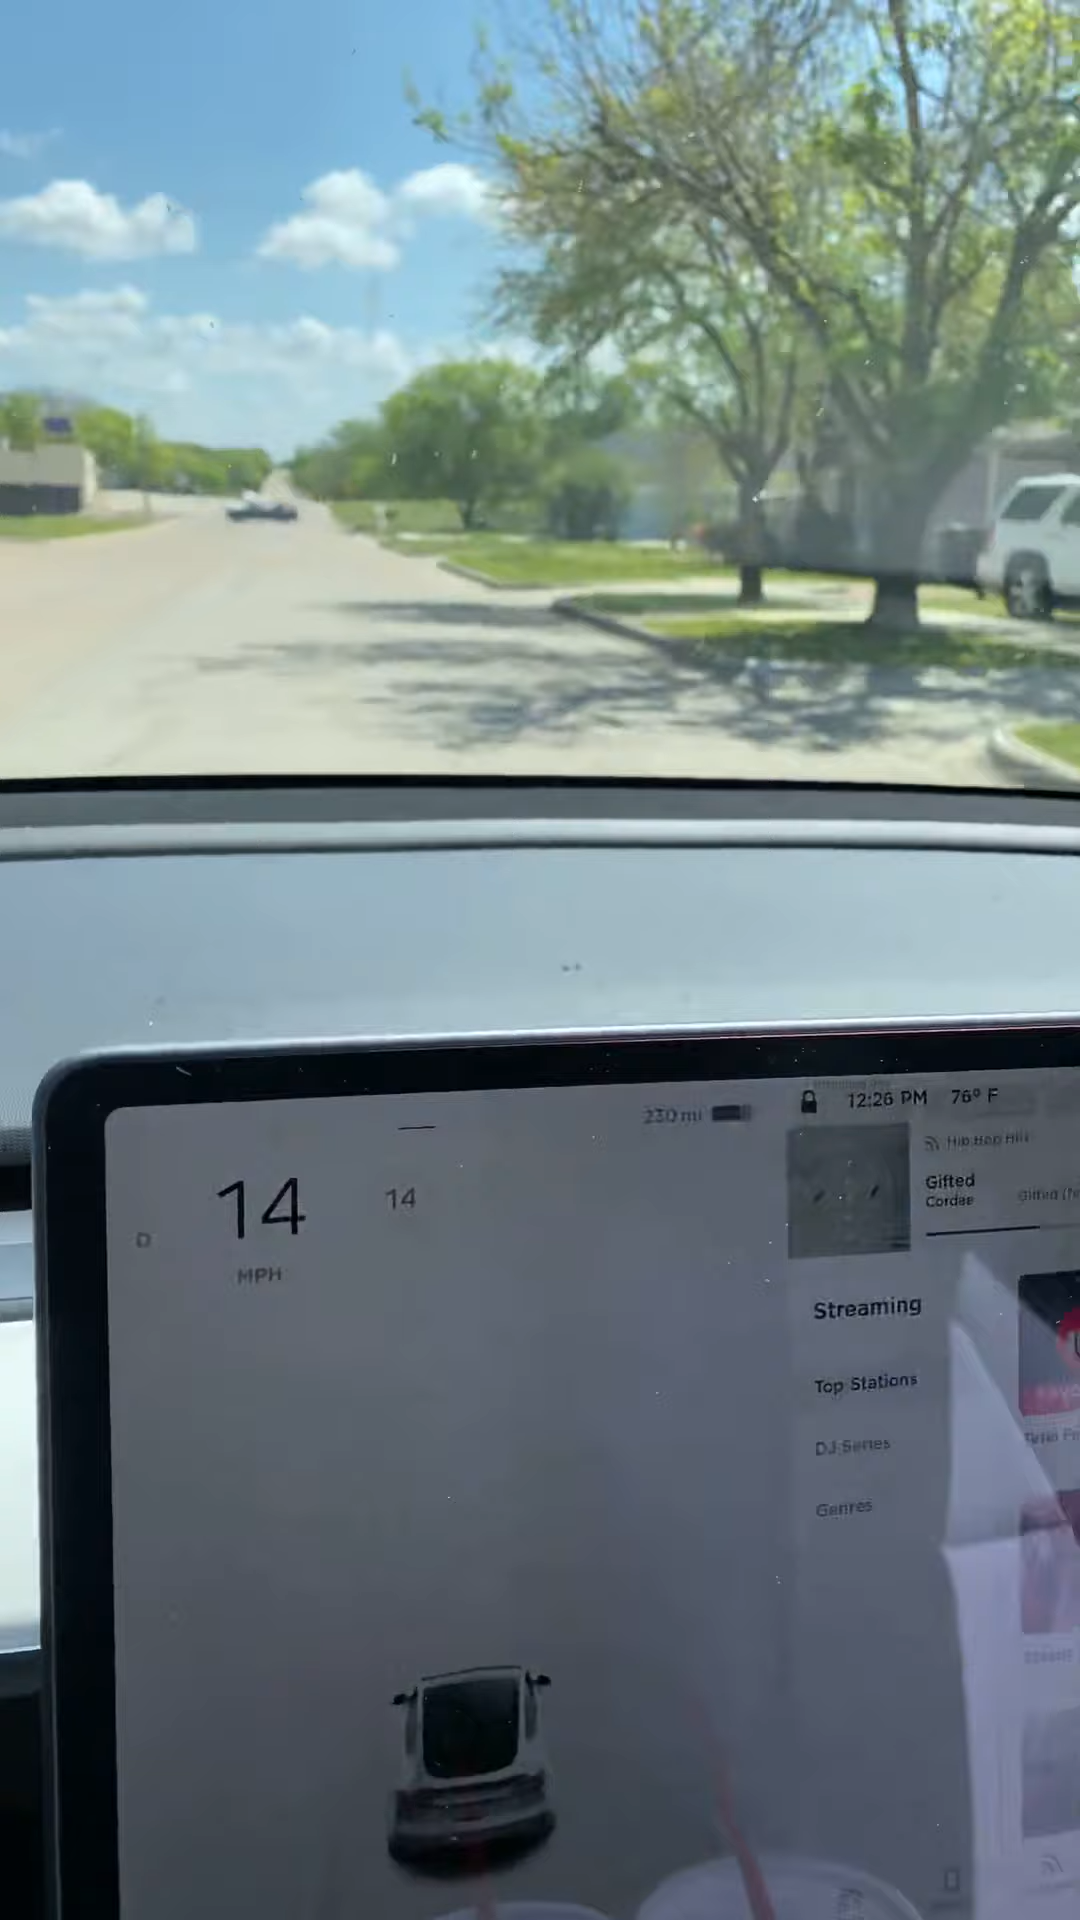 230 mi
12:26 PM 76° F
14
14
D
MPH
Hip Hop Hits
Gifted
Cordae
Gifted
Streaming
Top Stations
DJ Series
Genres